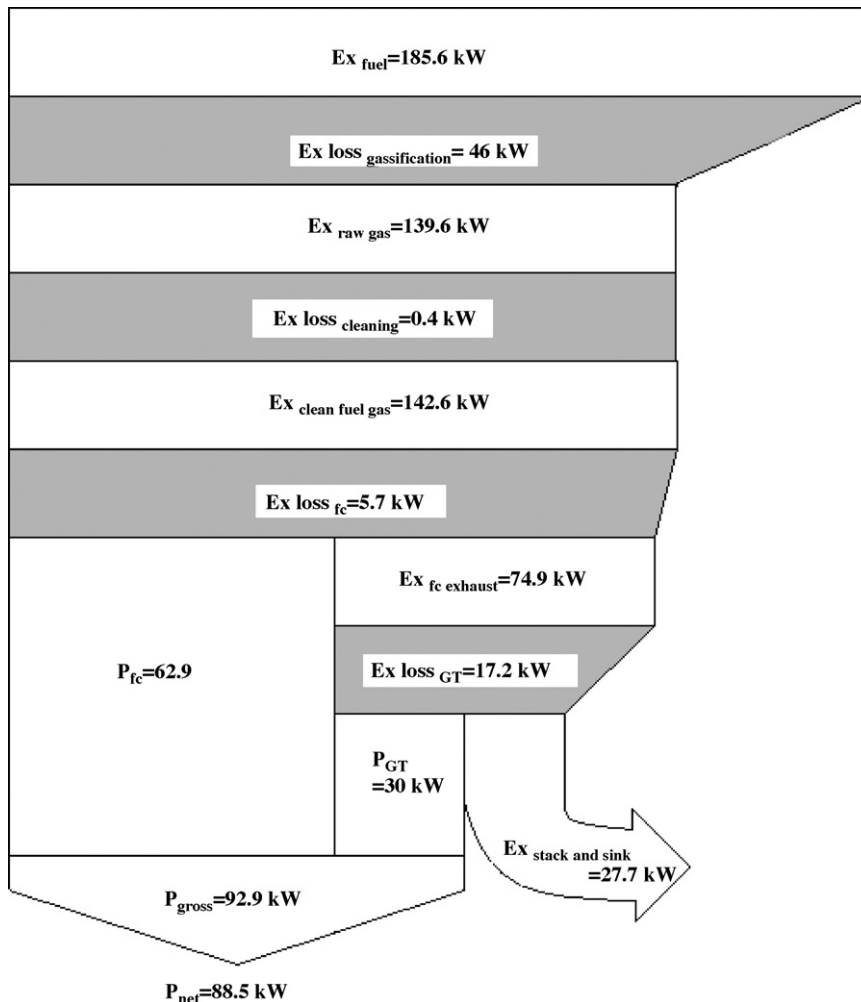 Ex fuel=185.6 kW
Ex loss gassification= 46 kW
Ex raw gas=139.6 kW
Ex loss cleaning=0.4 kW
Ex clean fuel gas=142.6 kW
Ex loss fc=5.7 kW
Ex fc exhaust=74.9 kW
Pfc=62.9
Ex loss GT=17.2 kW
PGT
=30 kW
Ex stack and sink
=27.7 kW
Pgross=92.9 kW
Pnet=88.5 kW